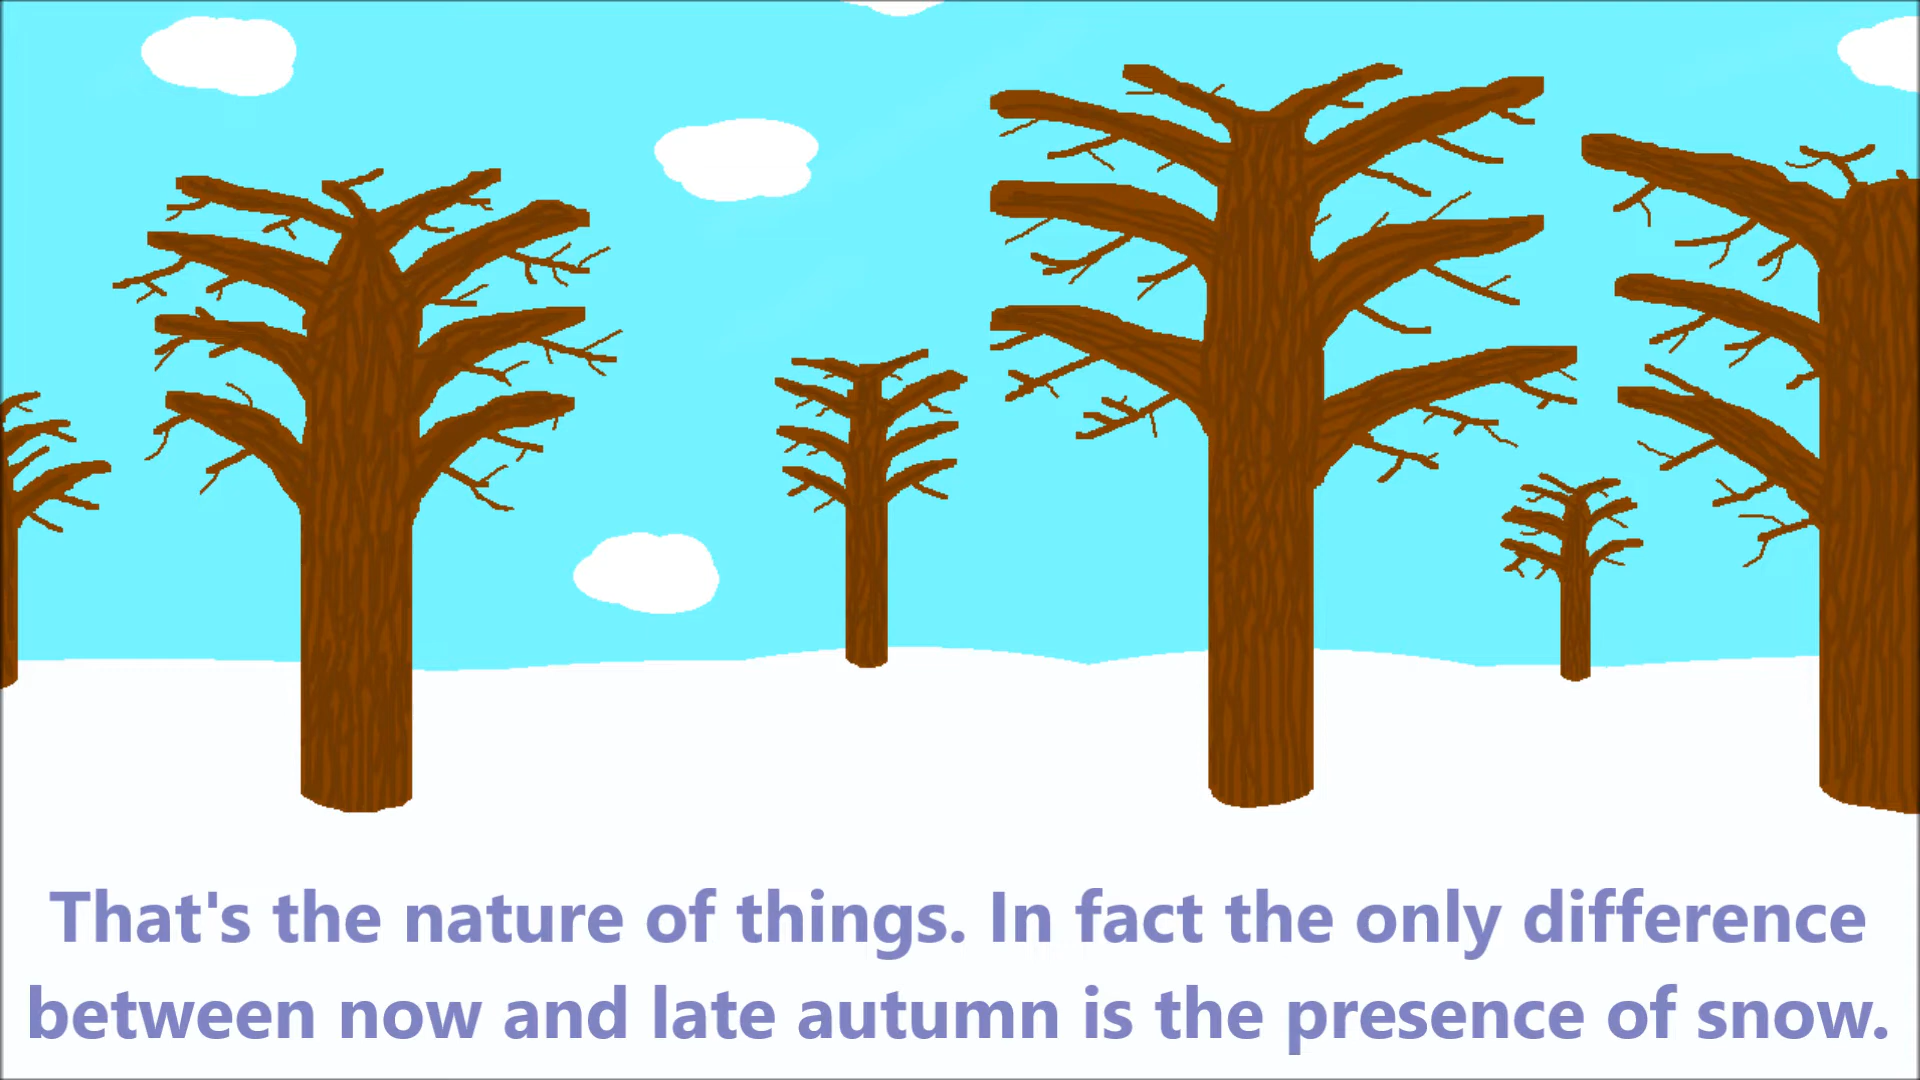 That's the nature of things. In fact the only difference
between now and late autumn is the presence of snow.